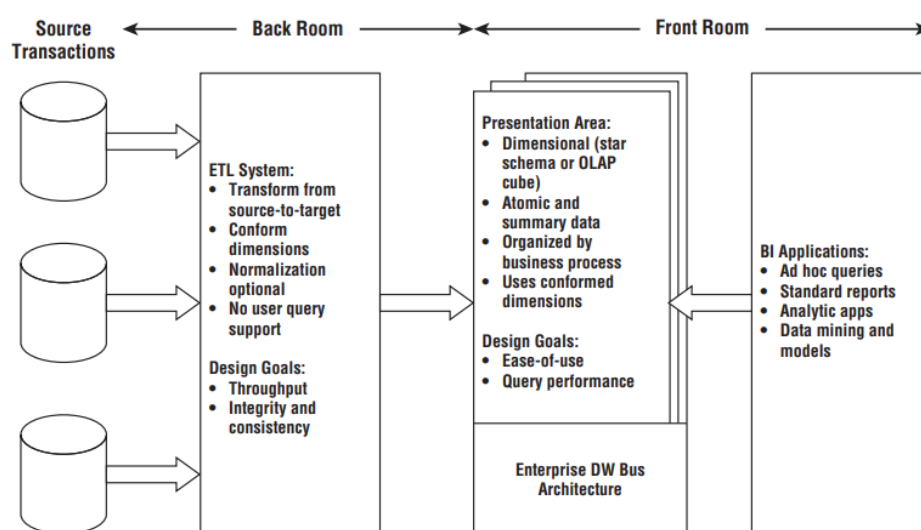 Source
Transactions
Back Room
Front Room
ETL System:
• Transform from
source-to-target
• Conform
dimensions
• Normalization
optional
• No user query
support
Design Goals:
• Throughput
• Integrity and
consistency
Presentation Area:
• Dimensional (star
schema or OLAP
cube)
• Atomic and
summary data
• Organized by
business process
• Uses conformed
dimensions
Design Goals:
• Ease-of-use
• Query performance
Enterprise DW Bus
Architecture
BI Applications:
• Ad hoc queries
• Standard reports
• Analytic apps
• Data mining and
models